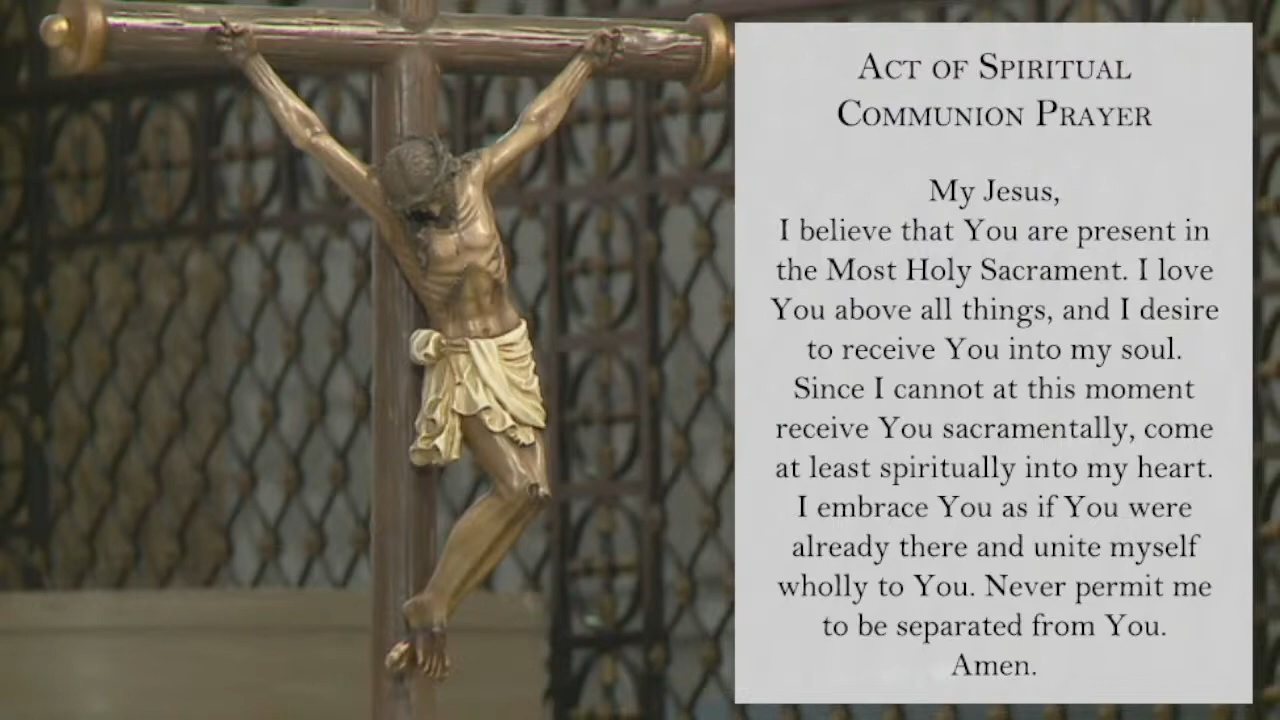 Act of Spiritual
Communion Prayer
My Jesus,
I believe that You are present in
the Most Holy Sacrament. I love
You above all things, and I desire
to receive You into my soul.
Since I cannot at this moment
receive You sacramentally, come
at least spiritually into my heart.
I embrace You as if You were
already there and unite myself
wholly to You. Never permit me
to be separated from You.
Amen.